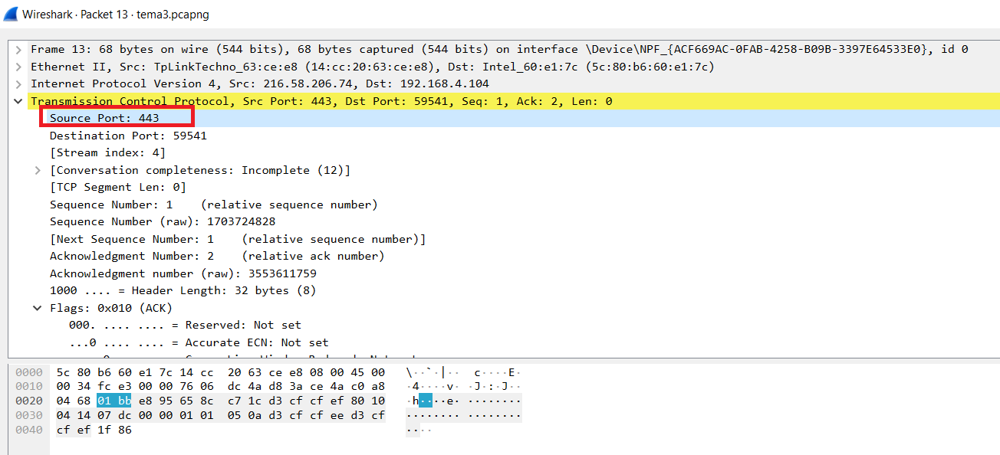 Wireshark · Packet 13 · tema3.pcapng
Frame 13: 68 bytes on wire (544 bits), 68 bytes captured (544 bits) on interface \Device\NPF_{ACF669AC-0FAB-4258-B09B-3397E64533E0}, id 0
Ethernet II, Src: TpLinkTechno_63:ce:e8 (14:cc:20:63:ce:e8), Dst: Intel_60:e1:7c (5c:80:b6:60:e1:7c)
Internet Protocol Version 4, Src: 216.58.206.74, Dst: 192.168.4.104
Transmission Control Protocol, Src Port: 443, Dst Port: 59541, Seq: 1, Ack: 2, Len: 0
Source Port: 443
Destination Port: 59541
[Stream index: 4]
[Conversation completeness: Incomplete (12)]
[TCP Segment Len: 0]
Sequence Number: 1    (relative sequence number)
Sequence Number (raw): 1703724828
[Next Sequence Number: 1    (relative sequence number)]
Acknowledgment Number: 2    (relative ack number)
Acknowledgment number (raw): 3553611759
1000 .... = Header Length: 32 bytes (8)
Flags: 0x010 (ACK)
000. .... .... = Reserved: Not set
...0 .... .... = Accurate ECN: Not set
0000 5c 80 b6 60 e1 7c 14 cc 20 63 ce e8 08 00 45 00 \··`·|·· c····E·
0010 00 34 fc e3 00 00 76 06 dc 4a d8 3a ce 4a c0 a8 ·4····v· ·J·:·J··
0020 04 68 01 bb e8 95 65 8c c7 1c d3 cf cf ef 80 10 ·h····e· ········
0030 04 14 07 dc 00 00 01 01 05 0a d3 cf cf ee d3 cf ········ ········
0040 cf ef 1f 86 ····